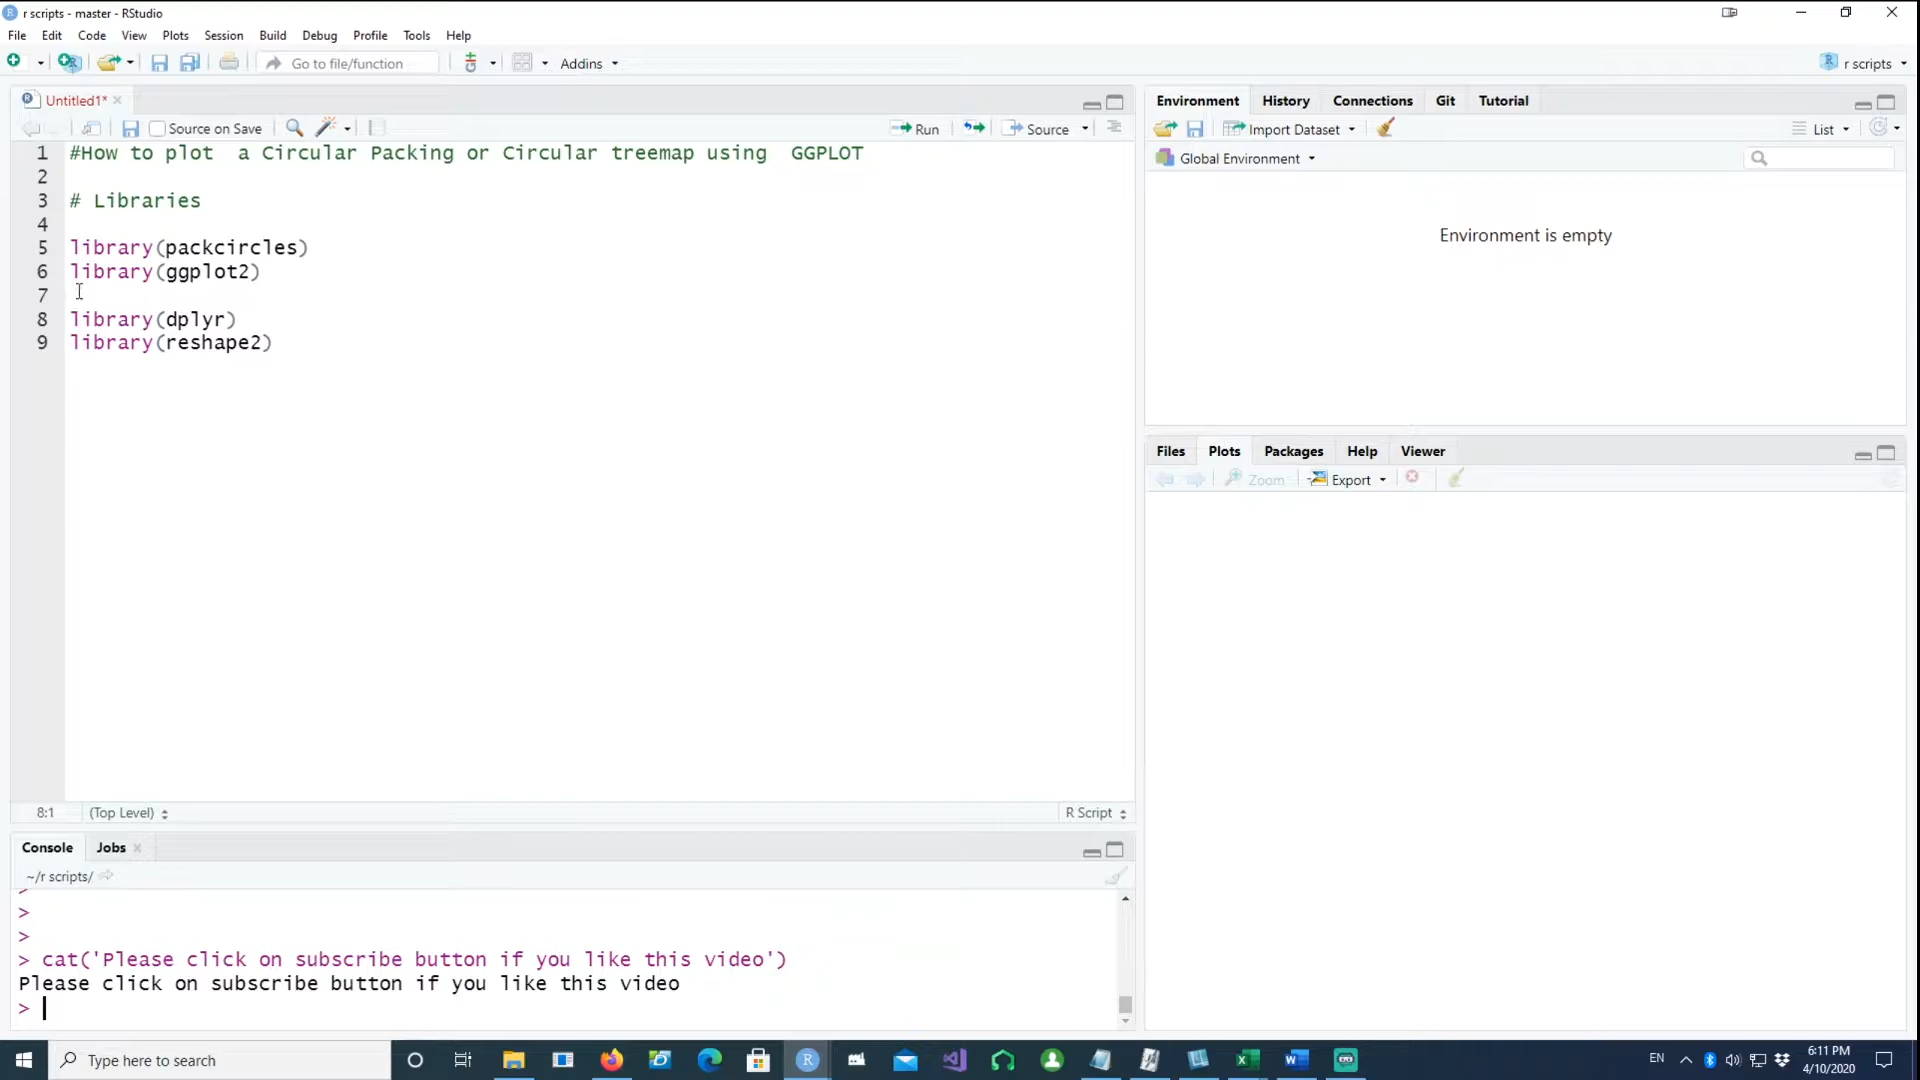 r scripts - master - RStudio
File Edit Code View Plots Session Build Debug Profile Tools Help
Go to file/function Addins r scripts
Untitled1*
Source on Save Run Source
1 #How to plot  a Circular Packing or Circular treemap using  GGPLOT
2
3 # Libraries
4
5 library(packcircles)
6 library(ggplot2)
7
8 library(dplyr)
9 library(reshape2)
8:1 (Top Level) R Script
Console Jobs
~/r scripts/
>
>
> cat('Please click on subscribe button if you like this video')
Please click on subscribe button if you like this video
>
Environment History Connections Git Tutorial
Import Dataset List
Global Environment
Environment is empty
Files Plots Packages Help Viewer
Zoom Export
Type here to search
EN
6:11 PM
4/10/2020